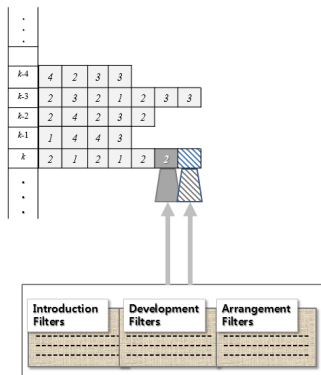 k-4 4 2 3 3
k-3 2 3 2 1 2 3 3
k-2 2 4 2 3 2
k-1 1 4 4 3
k 2 1 2 1 2 2
Introduction Filters
Development Filters
Arrangement Filters